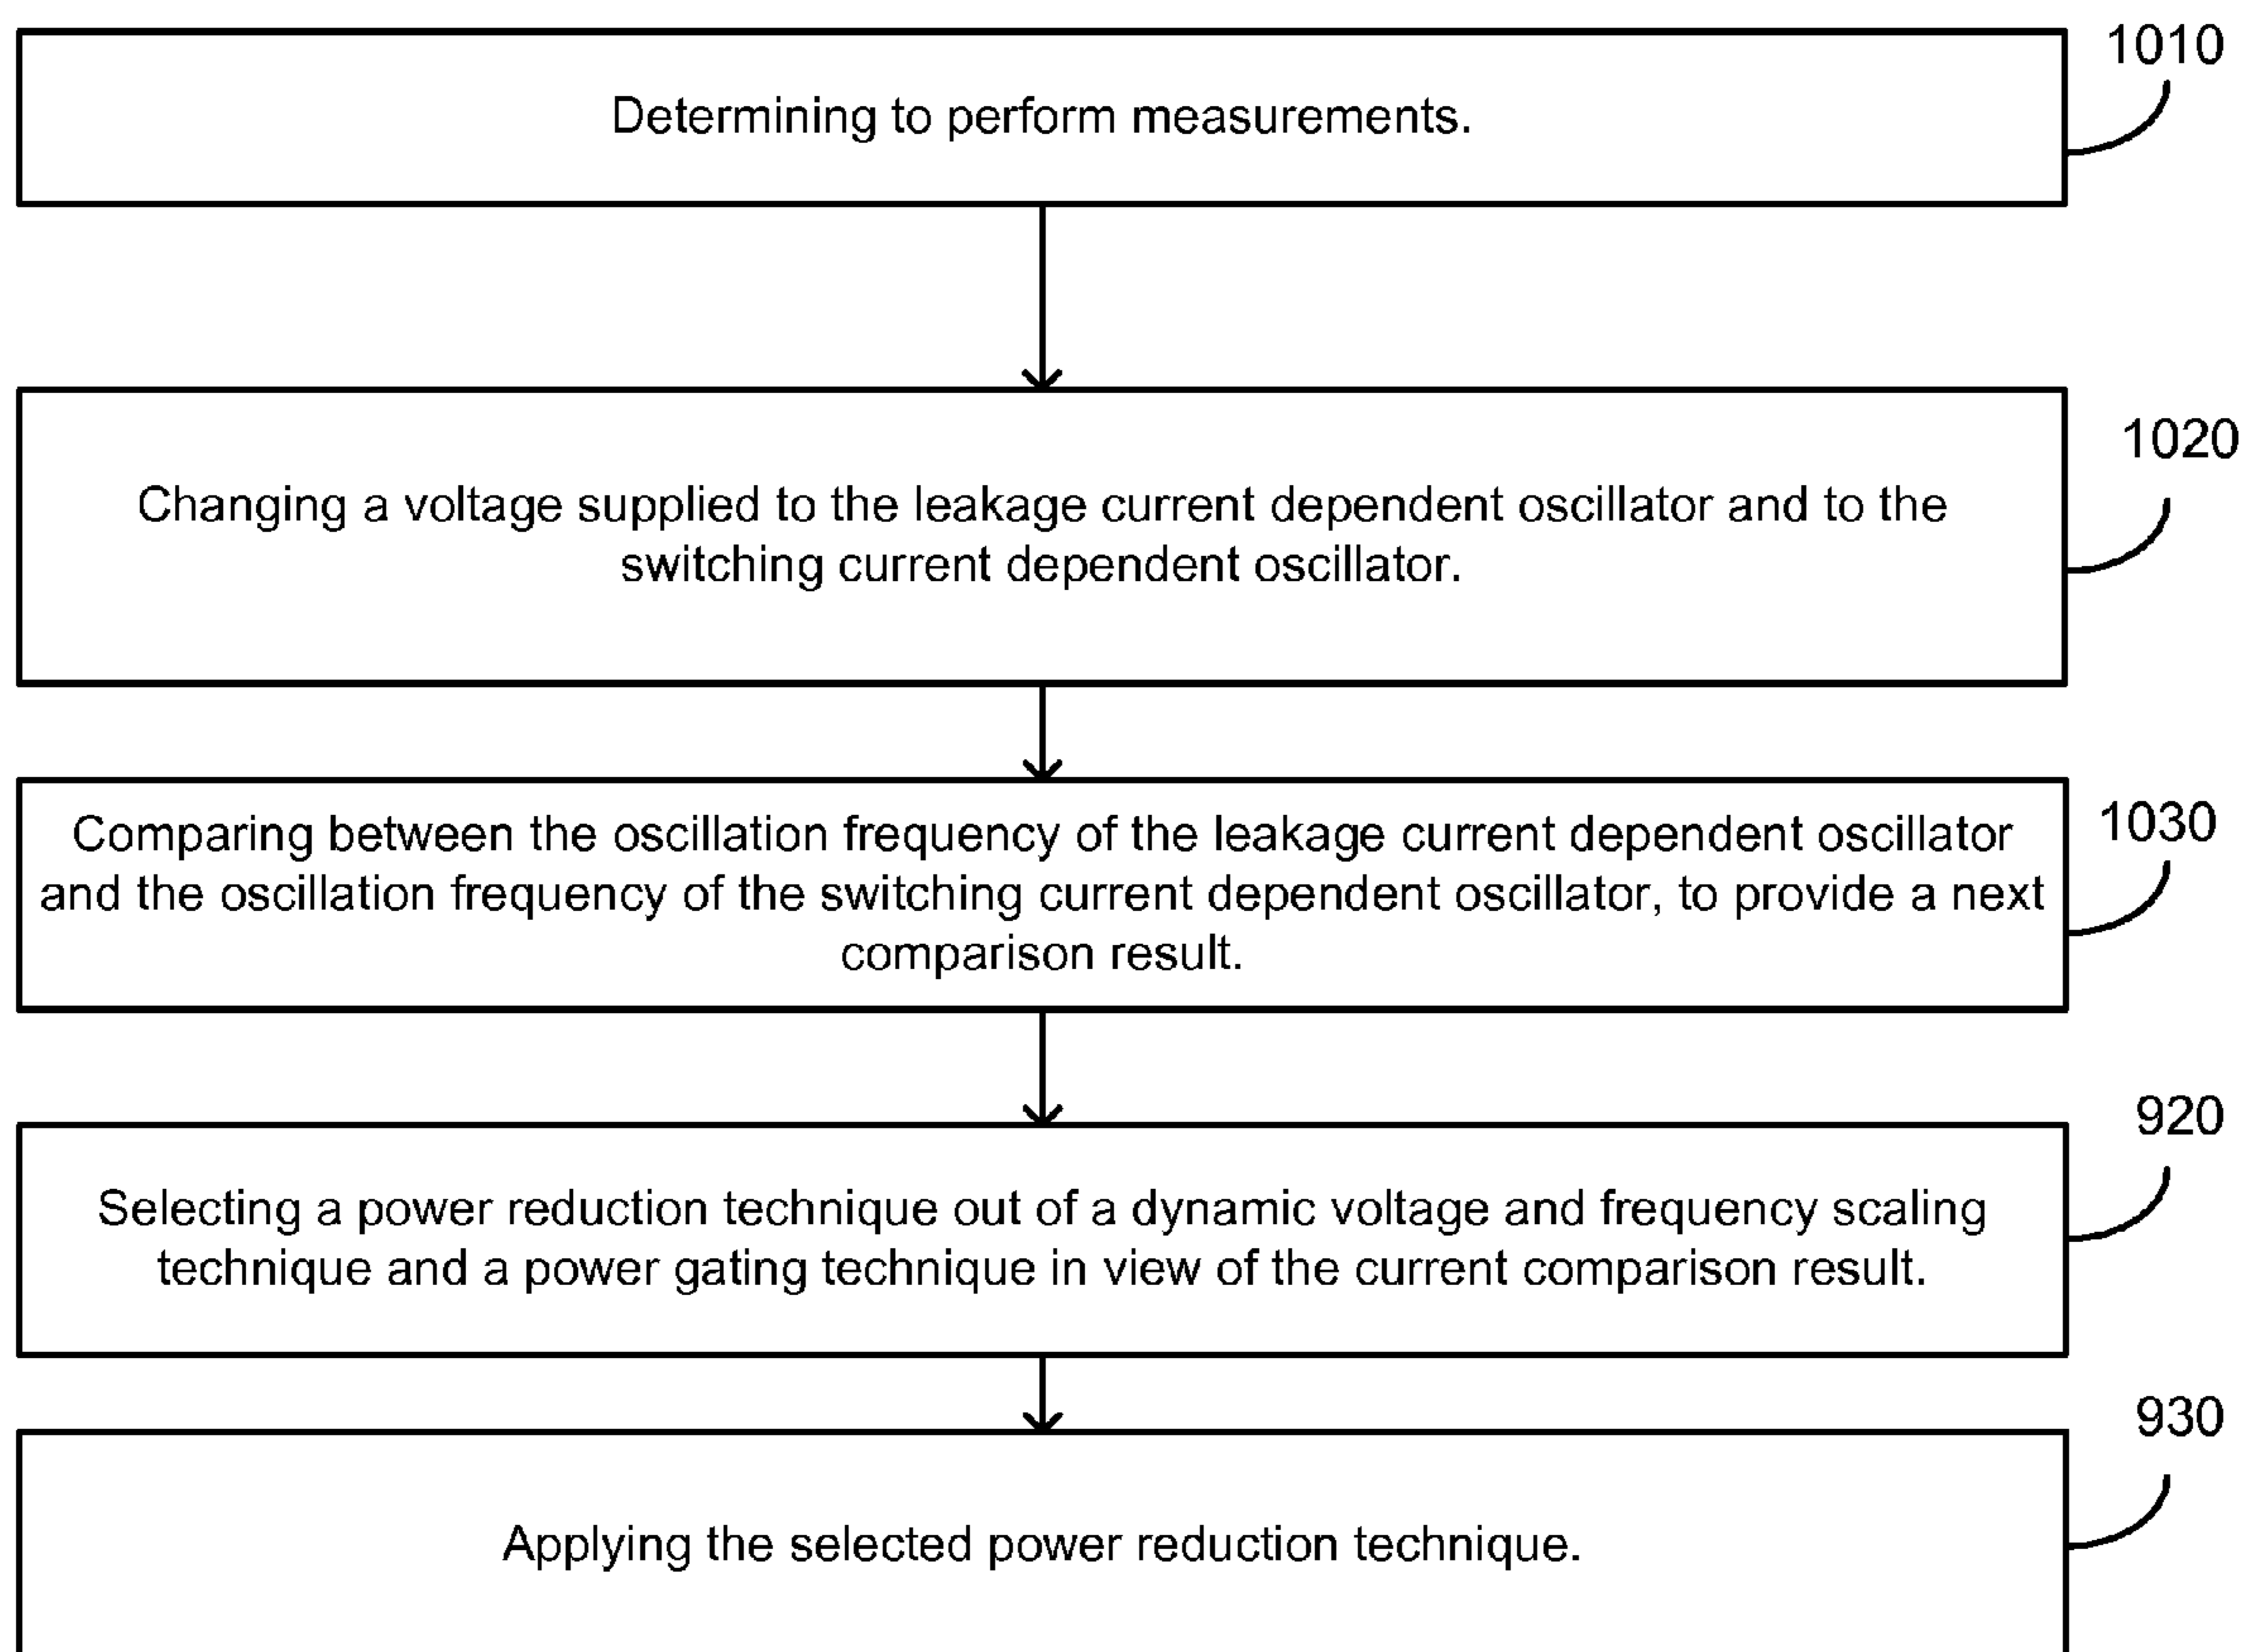 1010
Determining to perform measurements.
1020
Changing a voltage supplied to the leakage current dependent oscillator and to the
switching current dependent oscillator.
1030
Comparing between the oscillation frequency of the leakage current dependent oscillator
and the oscillation frequency of the switching current dependent oscillator, to provide a next
comparison result.
920
Selecting a power reduction technique out of a dynamic voltage and frequency scaling
technique and a power gating technique in view of the current comparison result.
930
Applying the selected power reduction technique.